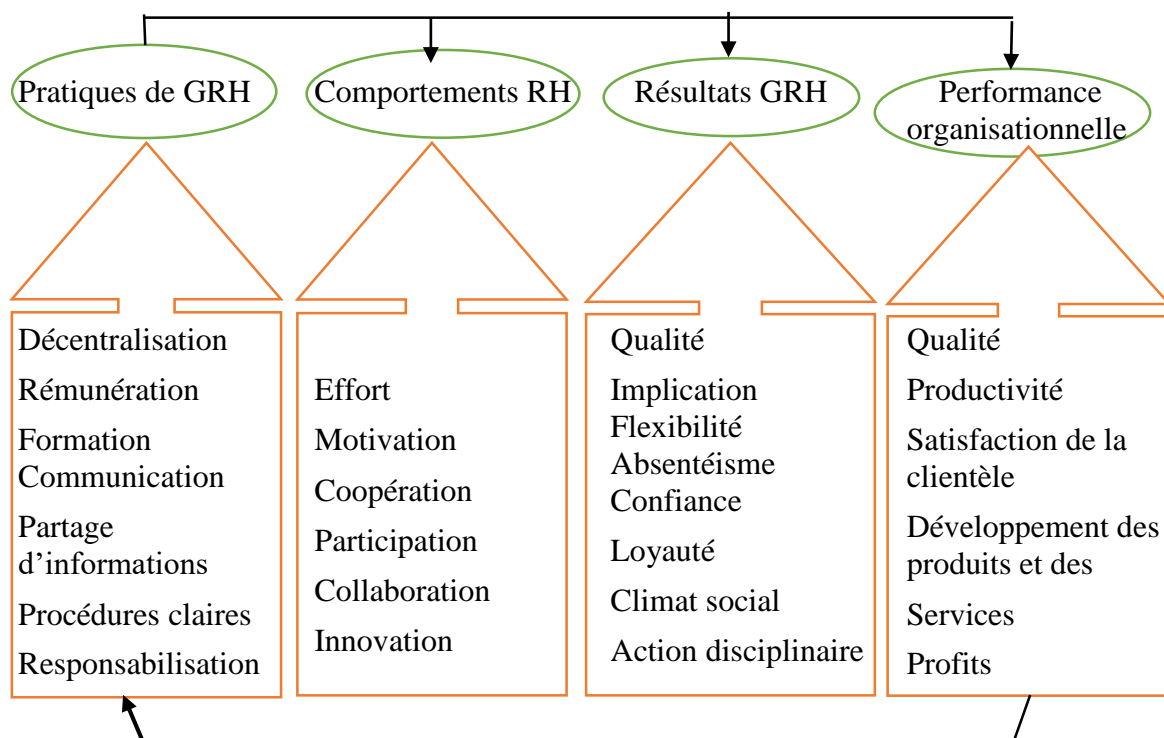 Pratiques de GRH
Comportements RH
Résultats GRH
Performance
organisationnelle
Décentralisation
Rémunération
Formation
Communication
Partage
d’informations
Procédures claires
Responsabilisation
Effort
Motivation
Coopération
Participation
Collaboration
Innovation
Qualité
Implication
Flexibilité
Absentéisme
Confiance
Loyauté
Climat social
Action disciplinaire
Qualité
Productivité
Satisfaction de la
clientèle
Développement des
produits et des
Services
Profits